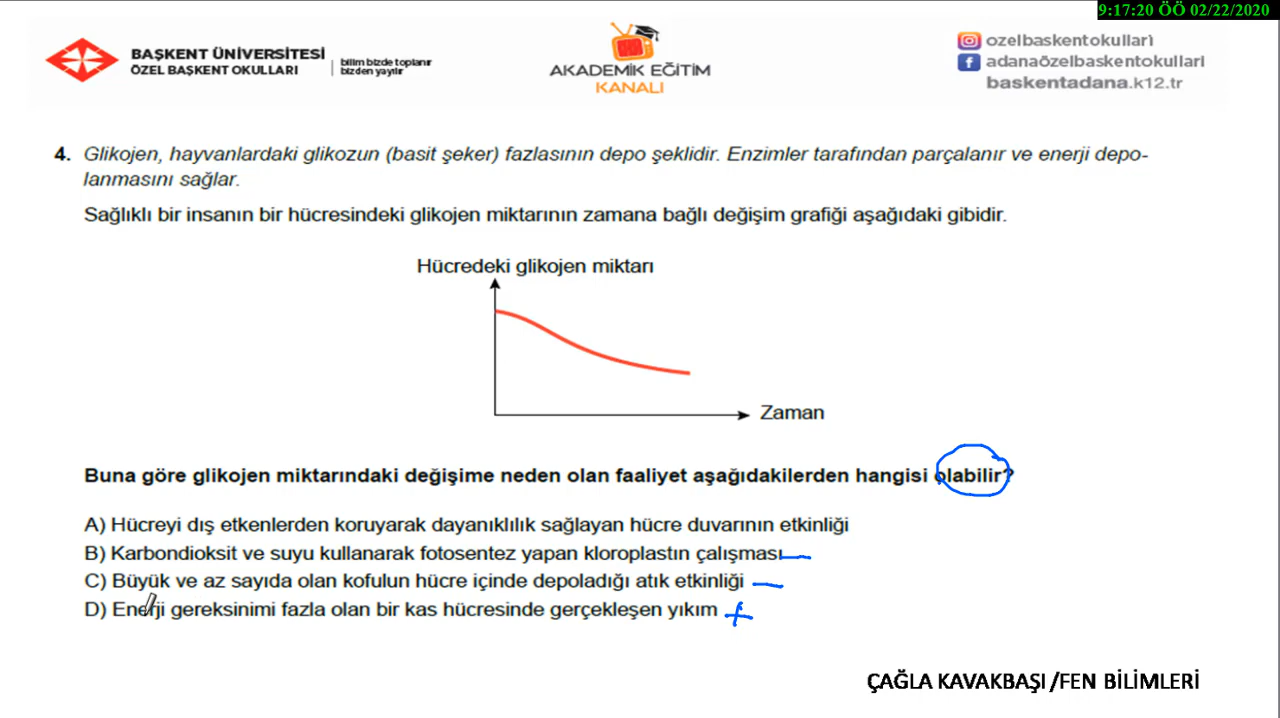 9:17:20 ÖÖ 02/22/2020
BAŞKENT ÜNİVERSİTESİ
ÖZEL BAŞKENT OKULLARI
bilim bizde toplanır
bizden yayılır
AKADEMİK EĞİTİM
KANALI
ozelbaskentokullarì
adanaözelbaskentokullari
baskentadana.k12.tr
4. Glikojen, hayvanlardaki glikozun (basit şeker) fazlasının depo şeklidir. Enzimler tarafından parçalanır ve enerji depo-
lanmasını sağlar.
Sağlıklı bir insanın bir hücresindeki glikojen miktarının zamana bağlı değişim grafiği aşağıdaki gibidir.
Hücredeki glikojen miktarı
Zaman
Buna göre glikojen miktarındaki değişime neden olan faaliyet aşağıdakilerden hangisi olabilir?
A) Hücreyi dış etkenlerden koruyarak dayanıklılık sağlayan hücre duvarının etkinliği
B) Karbondioksit ve suyu kullanarak fotosentez yapan kloroplastın çalışması
C) Büyük ve az sayıda olan kofulun hücre içinde depoladığı atık etkinliği
D) Enerji gereksinimi fazla olan bir kas hücresinde gerçekleşen yıkım
ÇAĞLA KAVAKBAŞI /FEN BİLİMLERİ